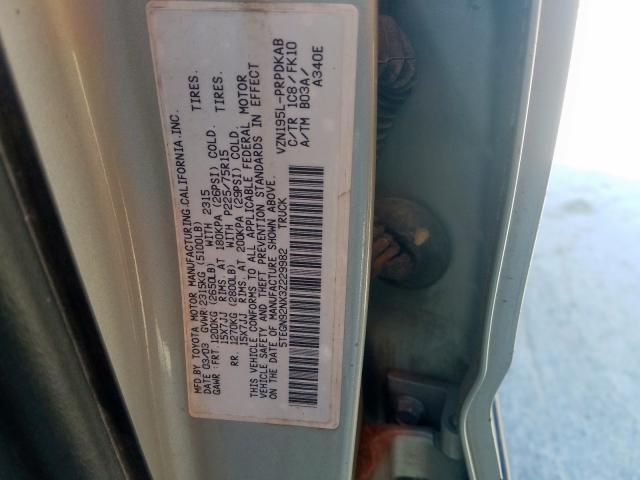 MFD BY TOYOTA MOTOR MANUFACTURING, CALIFORNIA, INC.
DATE 03/03 GVWR 2315KG (5100LB)
GAWR :FRT. 1200KG (2650LB) WITH 2315 TIRES.
15X7JJ RIMS AT 180KPA (26PSI) COLD.
RR. 1270KG (2800LB) WITH P225/75R15 TIRES.
15X7JJ RIMS AT 200KPA (29PSI) COLD.
THIS VEHICLE CONFORMS TO ALL APPLICABLE FEDERAL MOTOR
VEHICLE SAFETY AND THEFT PREVENTION STANDARDS IN EFFECT
ON THE DATE OF MANUFACTURE SHOWN ABOVE.
5TEGN92NX3Z229982 TRUCK
VZN195L-PRPDKAB
C/TR 1C8/FK10
A/TM B03A/
A340E